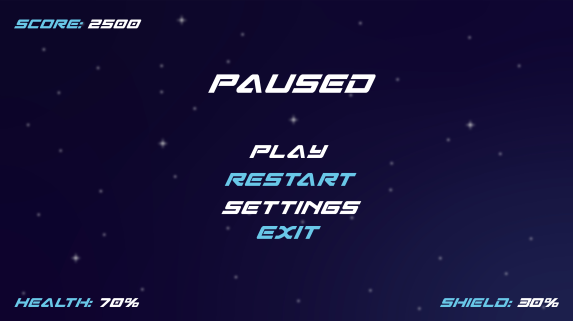 SCORE: 2500
PAUSED
PLAY
RESTART
SETTINGS
EXIT
HEALTH: 70%
SHIELD: 30%